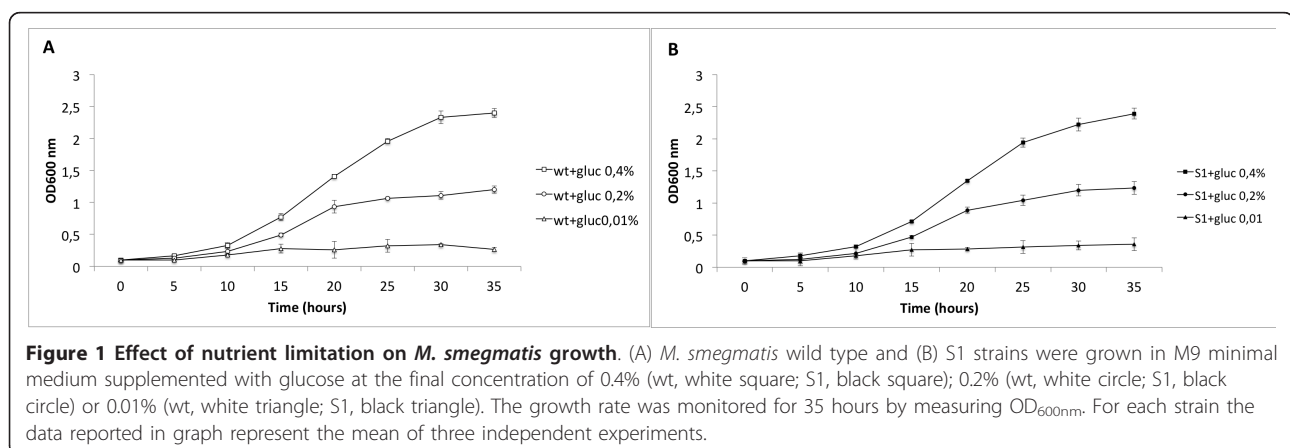 A
3
2,5
2
1,5
1
0,5
0
OD600 nm
0 5 10 15 20 25 30 35
Time (hours)
wt+gluc 0,4%
wt+gluc 0,2%
wt+gluc0,01%
B
3
2,5
2
1,5
1
0,5
0
OD600 nm
0 5 10 15 20 25 30 35
Time (hours)
S1+gluc 0,4%
S1+gluc 0,2%
S1+gluc 0,01
Figure 1 Effect of nutrient limitation on M. smegmatis growth. (A) M. smegmatis wild type and (B) S1 strains were grown in M9 minimal
medium supplemented with glucose at the final concentration of 0.4% (wt, white square; S1, black square); 0.2% (wt, white circle; S1, black
circle) or 0.01% (wt, white triangle; S1, black triangle). The growth rate was monitored for 35 hours by measuring OD600nm. For each strain the
data reported in graph represent the mean of three independent experiments.